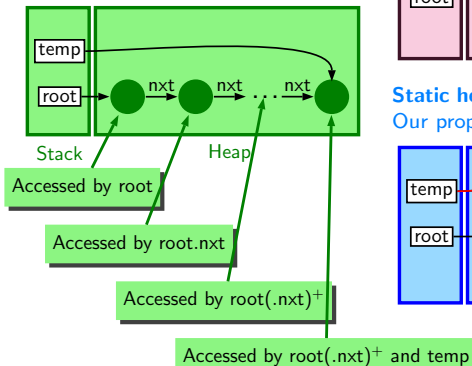 root
temp
nxt nxt ... nxt
root
Static he
Our prop
Stack Heap
Accessed by root
temp
Accessed by root.nxt
root
Accessed by root(.nxt)⁺
Accessed by root(.nxt)⁺ and temp